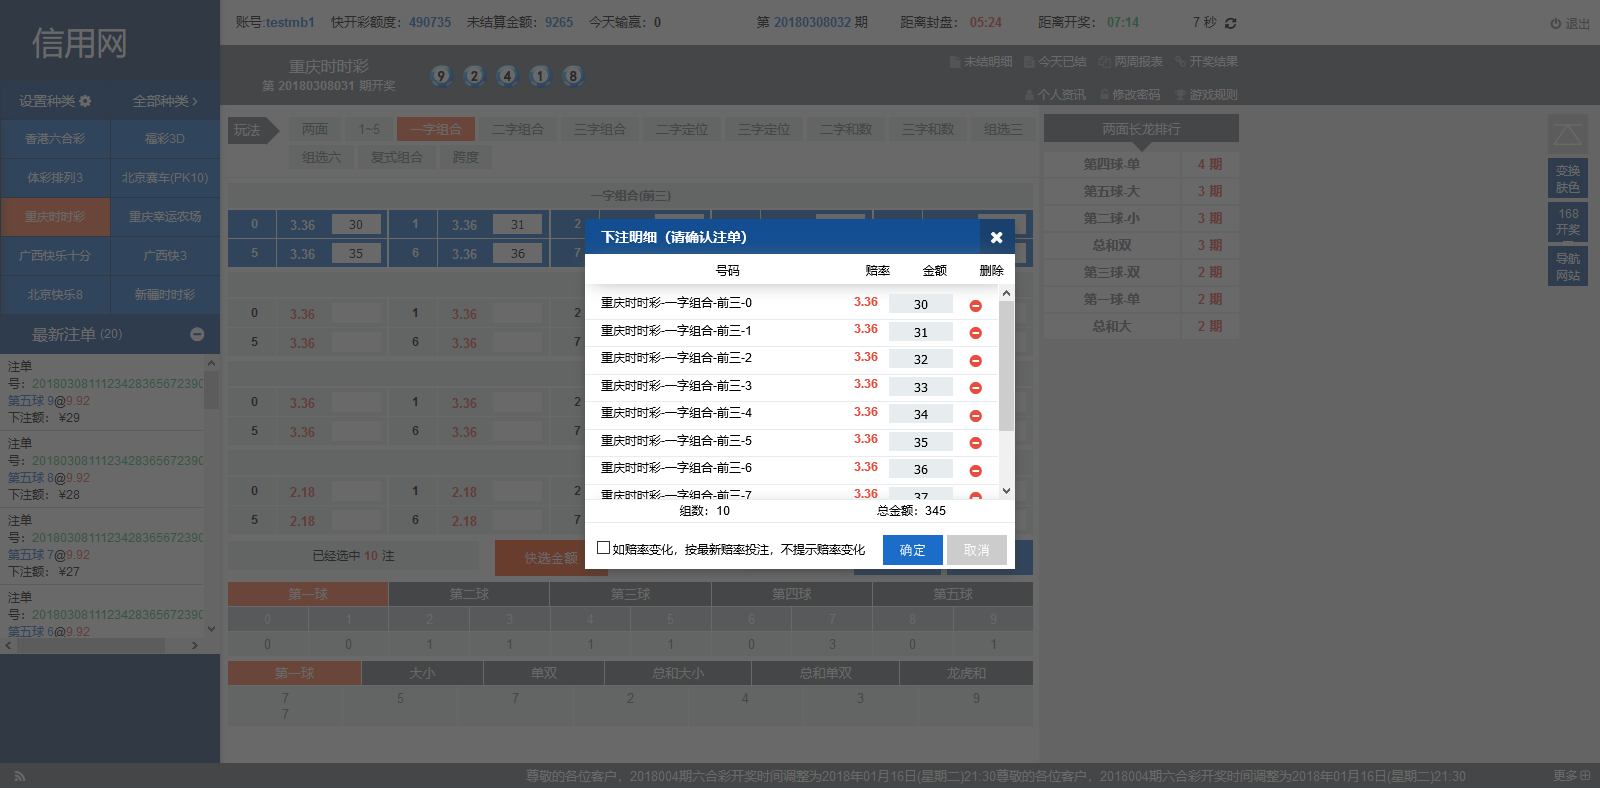 信用网
账号:testmb1 快开彩额度：490735 未结算金额：9265 今天输赢：0 第 20180308032 期 距离封盘：05:24 距离开奖：07:14 7 秒 退出
重庆时时彩
第 20180308031 期开奖
9 2 4 1 8
未结明细 今天已结 两周报表 开奖结果
个人资讯 修改密码 游戏规则
设置种类 全部种类
香港六合彩 福彩3D
体彩排列3 北京赛车(PK10)
重庆时时彩 重庆幸运农场
广西快乐十分 广西快3
北京快乐8 新疆时时彩
最新注单 (20)
注单
号：2018030811123428365672390
第五球 9@9.92
下注额： ¥29
注单
号：2018030811123428365672390
第五球 8@9.92
下注额： ¥28
注单
号：2018030811123428365672390
第五球 7@9.92
下注额： ¥27
注单
号：2018030811123428365672390
第五球 6@9.92
玩法 两面 1~5 一字组合 二字组合 三字组合 二字定位 三字定位 二字和数 三字和数 组选三
组选六 复式组合 跨度
一字组合(前三)
0 3.36 30 1 3.36 31 2
5 3.36 35 6 3.36 36 7
0 3.36 1 3.36 2
5 3.36 6 3.36 7
0 3.36 1 3.36 2
5 3.36 6 3.36 7
0 2.18 1 2.18 2
5 2.18 6 2.18 7
已经选中 10 注 快选金额
下注明细（请确认注单）
号码 赔率 金额 删除
重庆时时彩-一字组合-前三-0 3.36 30
重庆时时彩-一字组合-前三-1 3.36 31
重庆时时彩-一字组合-前三-2 3.36 32
重庆时时彩-一字组合-前三-3 3.36 33
重庆时时彩-一字组合-前三-4 3.36 34
重庆时时彩-一字组合-前三-5 3.36 35
重庆时时彩-一字组合-前三-6 3.36 36
重庆时时彩-一字组合-前三-7 3.36 37
组数：10 总金额：345
如赔率变化，按最新赔率投注，不提示赔率变化 确定 取消
第一球 第二球 第三球 第四球 第五球
0 1 2 3 4 5 6 7 8 9
0 0 1 1 1 1 0 3 0 1
第一球 大小 单双 总和大小 总和单双 龙虎和
7 5 7 2 4 3 9
7
两面长龙排行
第四球-单 4 期
第五球-大 3 期
第二球-小 3 期
总和双 3 期
第三球-双 2 期
第一球-单 2 期
总和大 2 期
变换
肤色
168
开奖
导航
网站
尊敬的各位客户，2018004期六合彩开奖时间调整为2018年01月16日(星期二)21:30尊敬的各位客户，2018004期六合彩开奖时间调整为2018年01月16日(星期二)21:30 更多